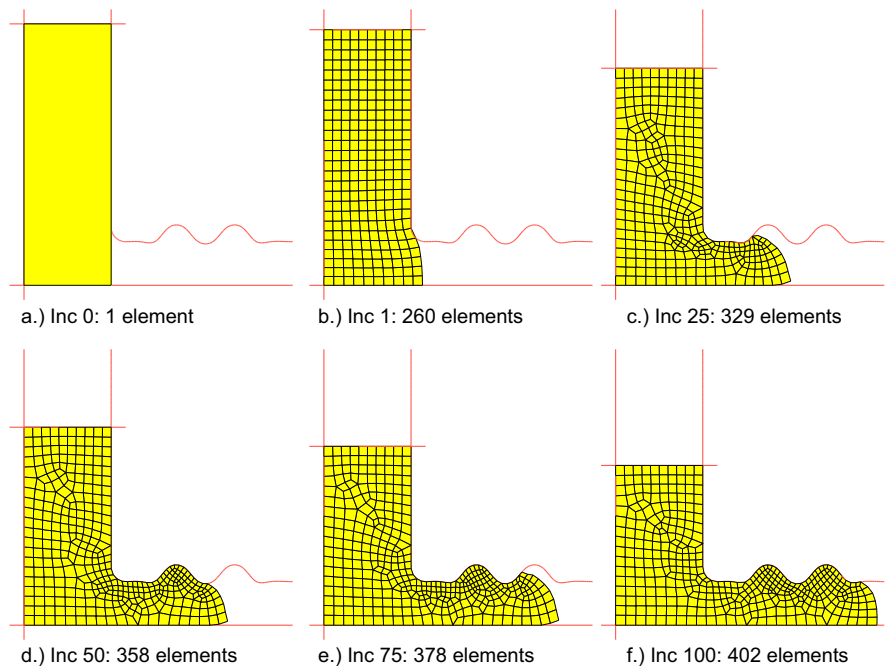 a.) Inc 0: 1 element
b.) Inc 1: 260 elements
c.) Inc 25: 329 elements
d.) Inc 50: 358 elements
e.) Inc 75: 378 elements
f.) Inc 100: 402 elements